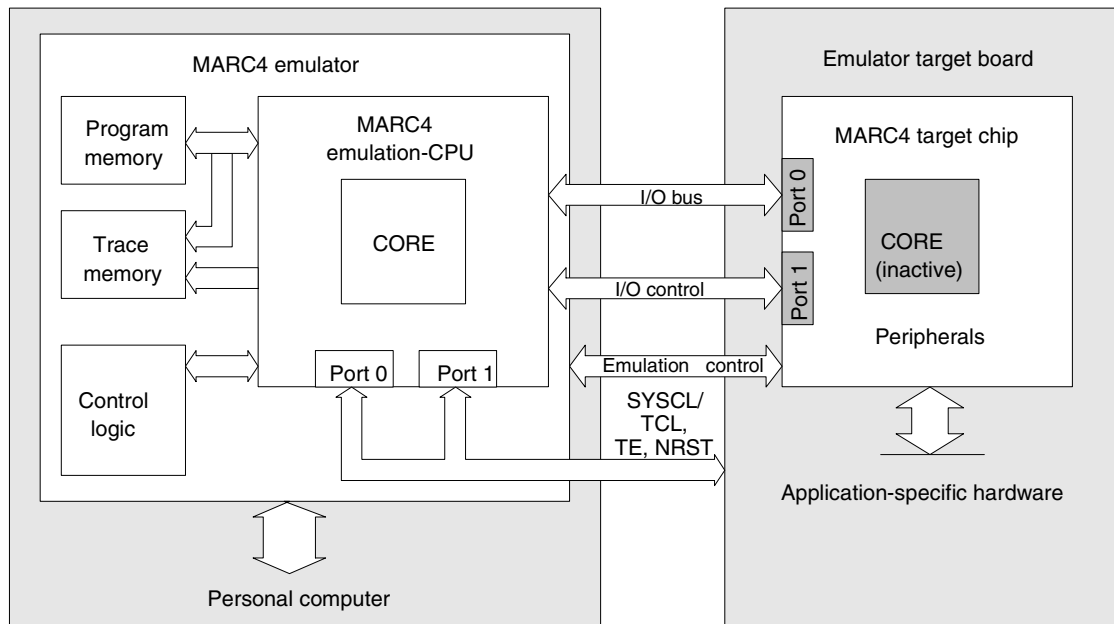 MARC4 emulator
Program
memory
Trace
memory
Control
logic
MARC4
emulation-CPU
CORE
Port 0
Port 1
Personal computer
I/O bus
I/O control
Emulation control
SYSCL/
TCL,
TE, NRST
Emulator target board
MARC4 target chip
Port 0
Port 1
CORE
(inactive)
Peripherals
Application-specific hardware